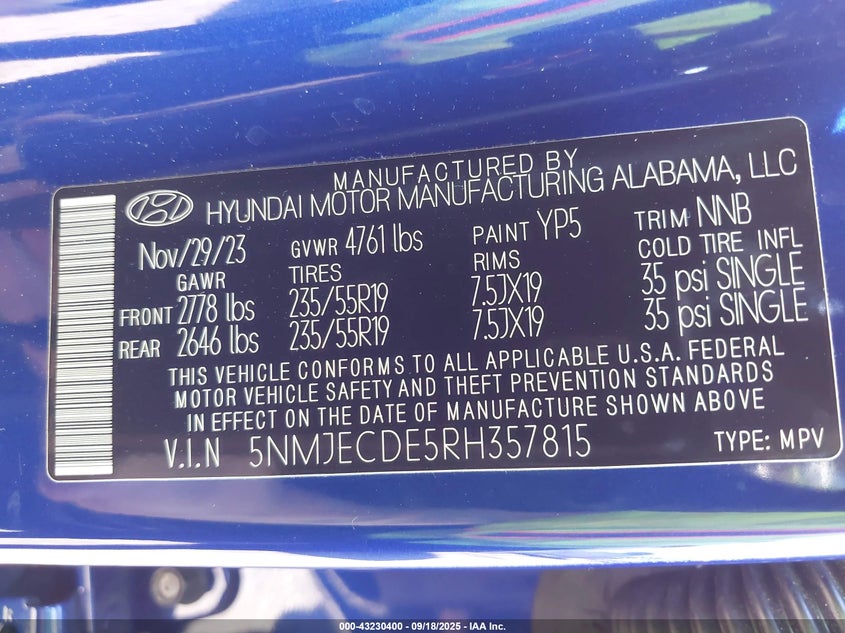 MANUFACTURED BY
HYUNDAI MOTOR MANUFACTURING ALABAMA, LLC
Nov/29/23 GVWR 4761 lbs PAINT YP5 TRIM NNB
GAWR TIRES RIMS COLD TIRE INFL
FRONT 2778 lbs 235/55R19 7.5JX19 35 psi SINGLE
REAR 2646 lbs 235/55R19 7.5JX19 35 psi SINGLE
THIS VEHICLE CONFORMS TO ALL APPLICABLE U.S.A. FEDERAL
MOTOR VEHICLE SAFETY AND THEFT PREVENTION STANDARDS
IN EFFECT ON THE DATE OF MANUFACTURE SHOWN ABOVE
V.I.N 5NMJECDE5RH357815 TYPE: MPV
000-43230400 - 09/18/2025 - IAA Inc.